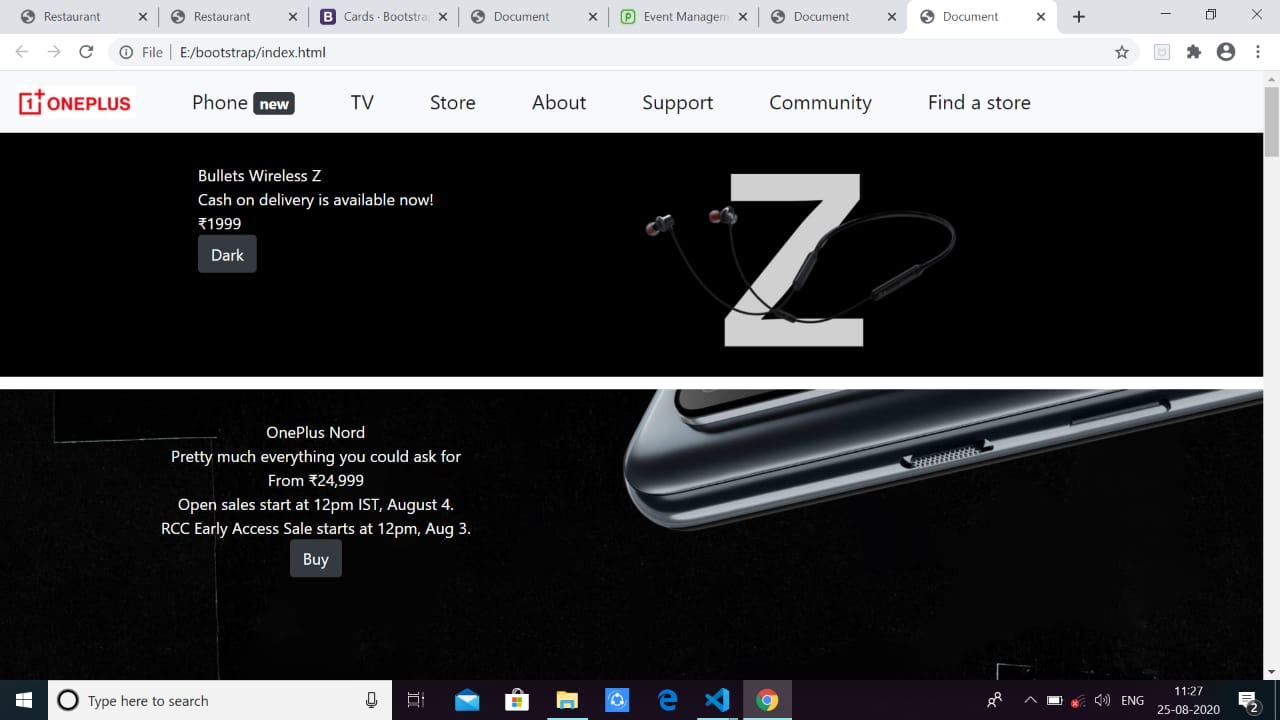 Restaurant Restaurant Cards · Bootstra Document Event Managem Document Document
File E:/bootstrap/index.html
1+ ONEPLUS Phone new TV Store About Support Community Find a store
Bullets Wireless Z
Cash on delivery is available now!
₹1999
Dark
Z
OnePlus Nord
Pretty much everything you could ask for
From ₹24,999
Open sales start at 12pm IST, August 4.
RCC Early Access Sale starts at 12pm, Aug 3.
Buy
Type here to search
ENG
11:27
25-08-2020
2